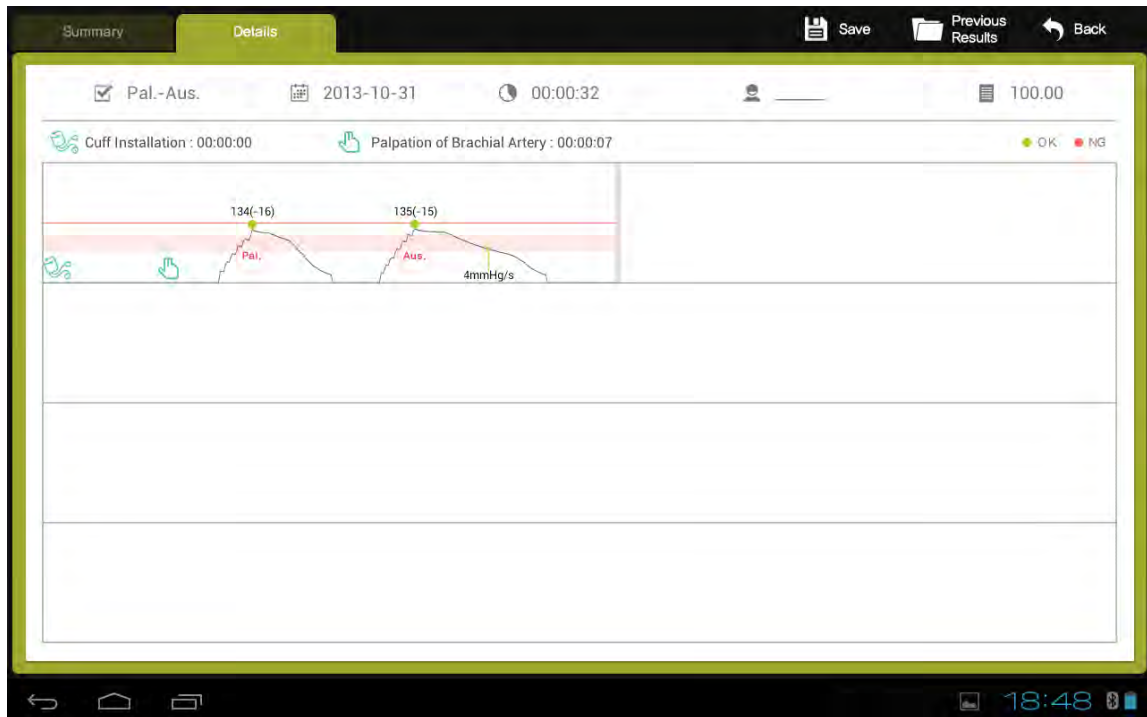 Summary
Details
Save
Previous
Results
Back
Pal.-Aus.
2013-10-31
00:00:32
100.00
Cuff Installation : 00:00:00
Palpation of Brachial Artery : 00:00:07
OK
NG
134(-16)
135(-15)
Pal.
Aus.
4mmHg/s
18:48